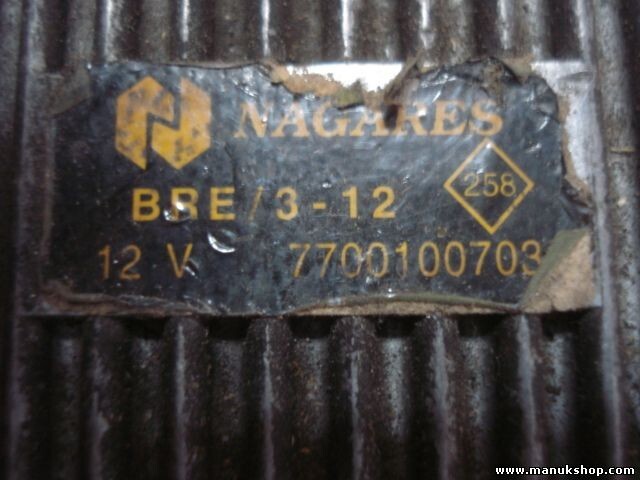 NAGARES
BRE/3-12
258
12 V 7700100703
www.manukshop.com